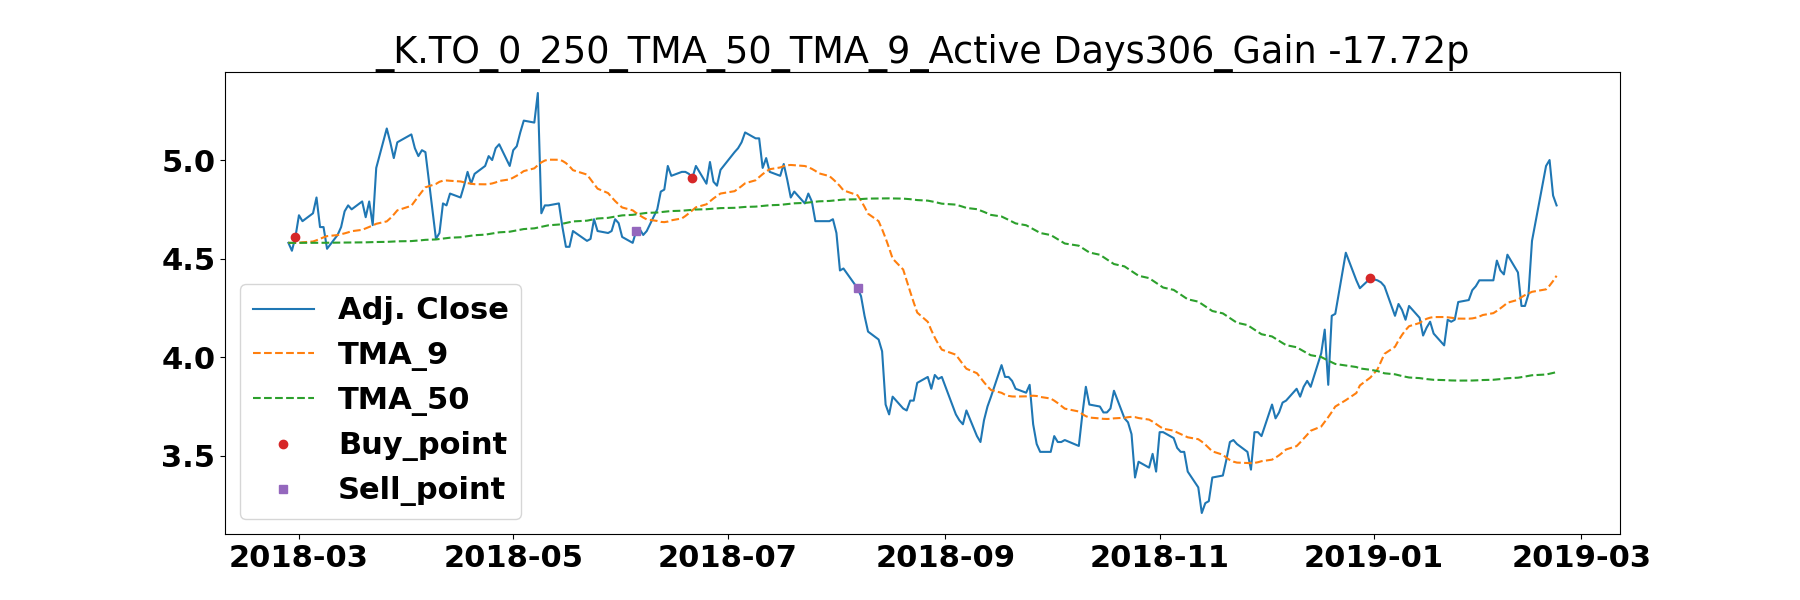 _K.TO_0_250_TMA_50_TMA_9_Active Days306_Gain -17.72p
5.0
4.5
4.0
3.5
Adj. Close
TMA_9
TMA_50
Buy_point
Sell_point
2018-03 2018-05 2018-07 2018-09 2018-11 2019-01 2019-03